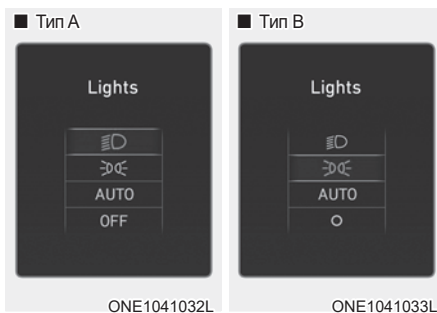 ■ Тип A
Lights
AUTO
OFF
ONE1041032L
■ Тип B
Lights
AUTO
ONE1041033L